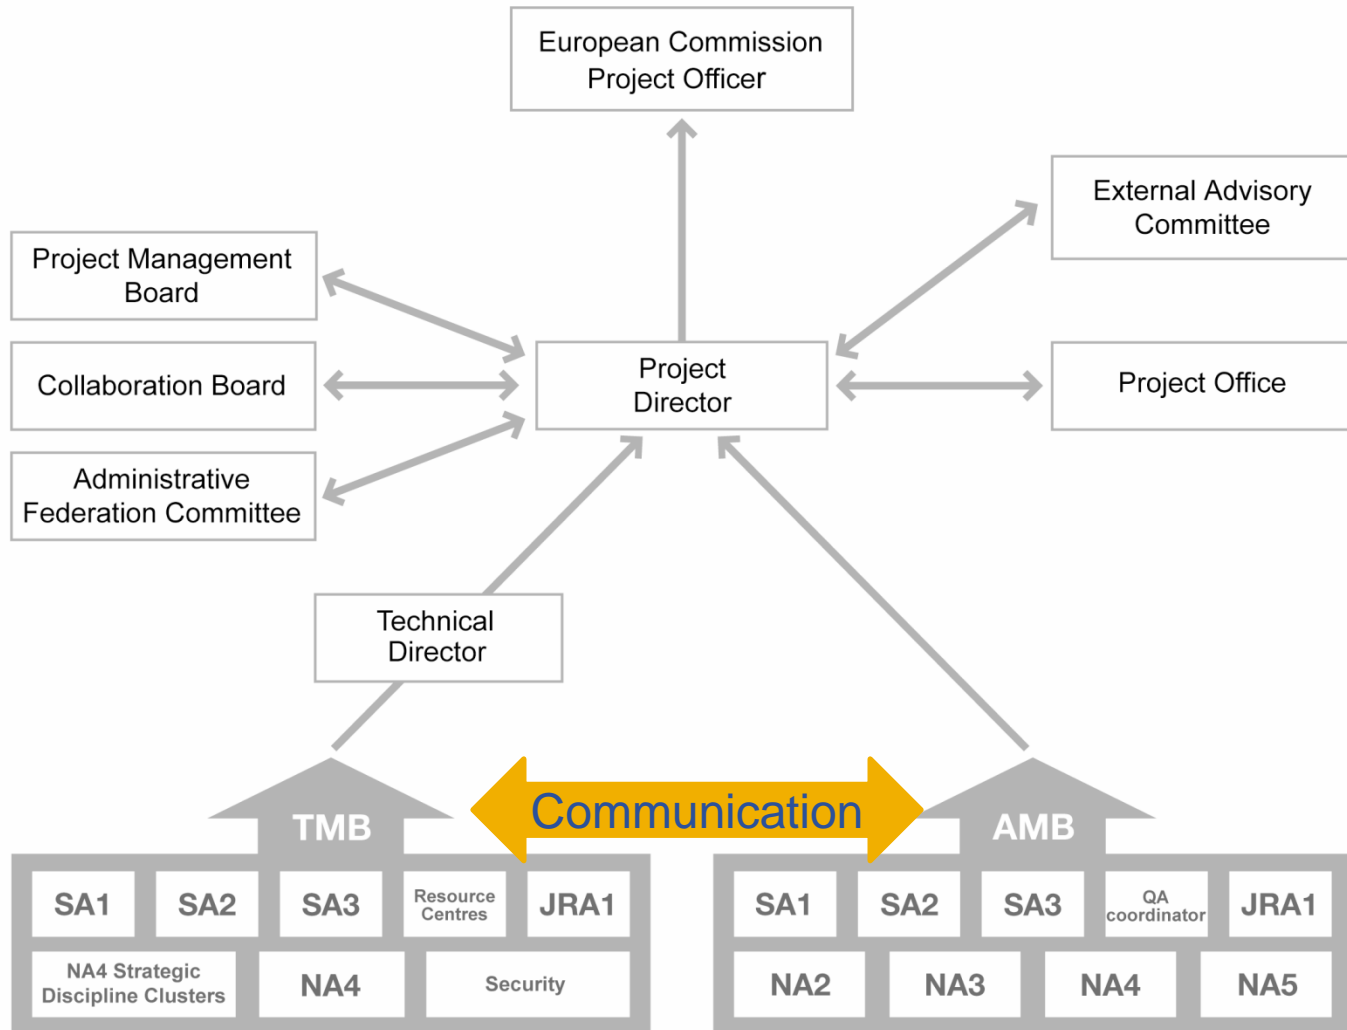 European Commission
Project Officer
External Advisory
Committee
Project Management
Board
Collaboration Board
Project
Director
Project Office
Administrative
Federation Committee
Technical
Director
TMB
Communication
AMB
SA1
SA2
SA3
Resource
Centres
JRA1
NA4 Strategic
Discipline Clusters
NA4
Security
SA1
SA2
SA3
QA
coordinator
JRA1
NA2
NA3
NA4
NA5